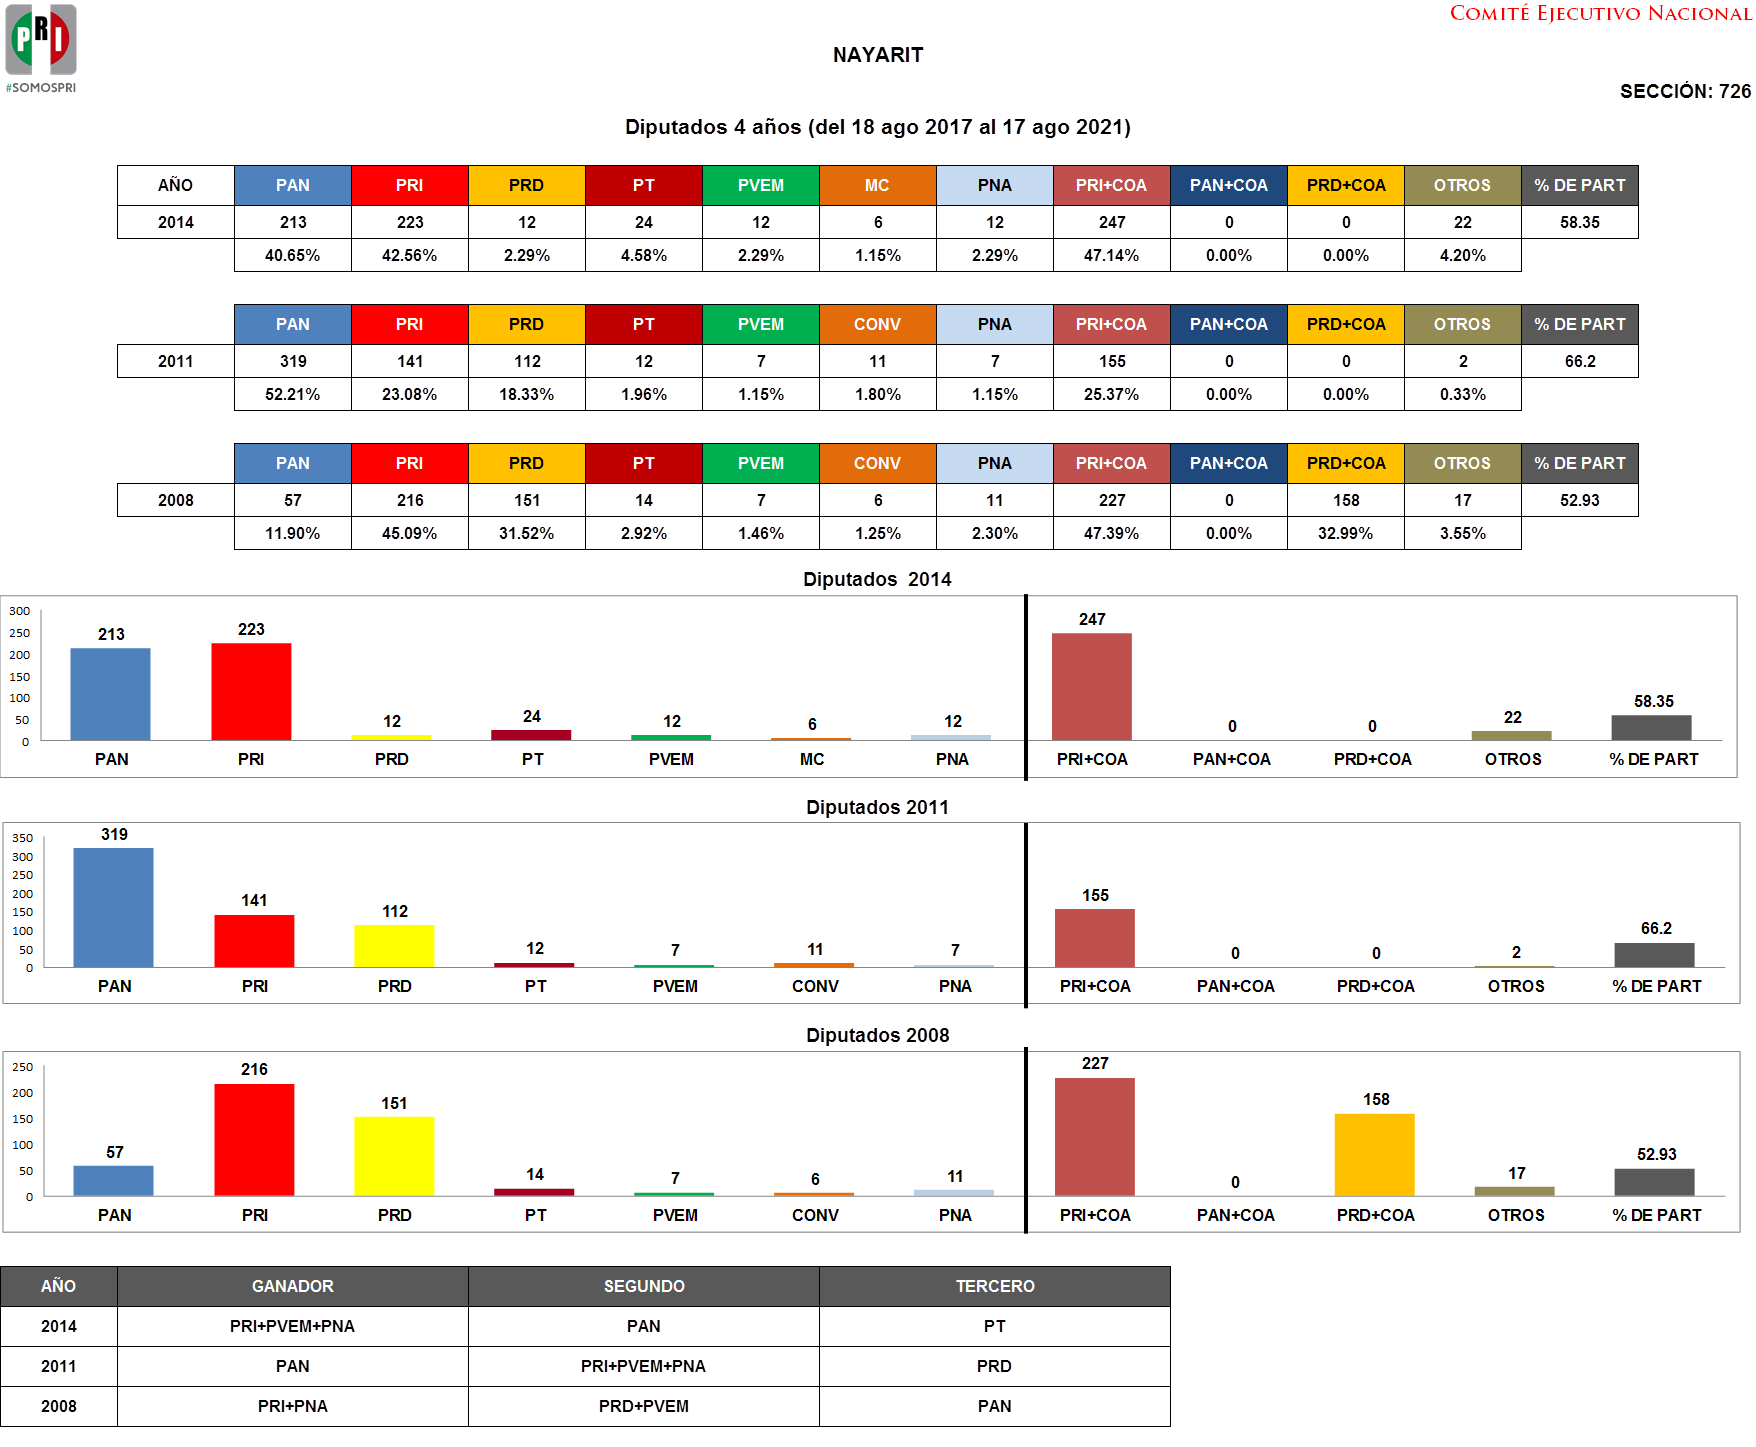 PRI
#SOMOSPRI
COMITÉ EJECUTIVO NACIONAL
NAYARIT
SECCIÓN: 726
Diputados 4 años (del 18 ago 2017 al 17 ago 2021)
AÑO PAN PRI PRD PT PVEM MC PNA PRI+COA PAN+COA PRD+COA OTROS % DE PART
2014 213 223 12 24 12 6 12 247 0 0 22 58.35
40.65% 42.56% 2.29% 4.58% 2.29% 1.15% 2.29% 47.14% 0.00% 0.00% 4.20%
PAN PRI PRD PT PVEM CONV PNA PRI+COA PAN+COA PRD+COA OTROS % DE PART
2011 319 141 112 12 7 11 7 155 0 0 2 66.2
52.21% 23.08% 18.33% 1.96% 1.15% 1.80% 1.15% 25.37% 0.00% 0.00% 0.33%
PAN PRI PRD PT PVEM CONV PNA PRI+COA PAN+COA PRD+COA OTROS % DE PART
2008 57 216 151 14 7 6 11 227 0 158 17 52.93
11.90% 45.09% 31.52% 2.92% 1.46% 1.25% 2.30% 47.39% 0.00% 32.99% 3.55%
Diputados 2014
300
250
200
150
100
50
0
213 223 12 24 12 6 12 247 0 0 22 58.35
PAN PRI PRD PT PVEM MC PNA PRI+COA PAN+COA PRD+COA OTROS % DE PART
Diputados 2011
350
300
250
200
150
100
50
0
319 141 112 12 7 11 7 155 0 0 2 66.2
PAN PRI PRD PT PVEM CONV PNA PRI+COA PAN+COA PRD+COA OTROS % DE PART
Diputados 2008
250
200
150
100
50
0
57 216 151 14 7 6 11 227 0 158 17 52.93
PAN PRI PRD PT PVEM CONV PNA PRI+COA PAN+COA PRD+COA OTROS % DE PART
AÑO GANADOR SEGUNDO TERCERO
2014 PRI+PVEM+PNA PAN PT
2011 PAN PRI+PVEM+PNA PRD
2008 PRI+PNA PRD+PVEM PAN